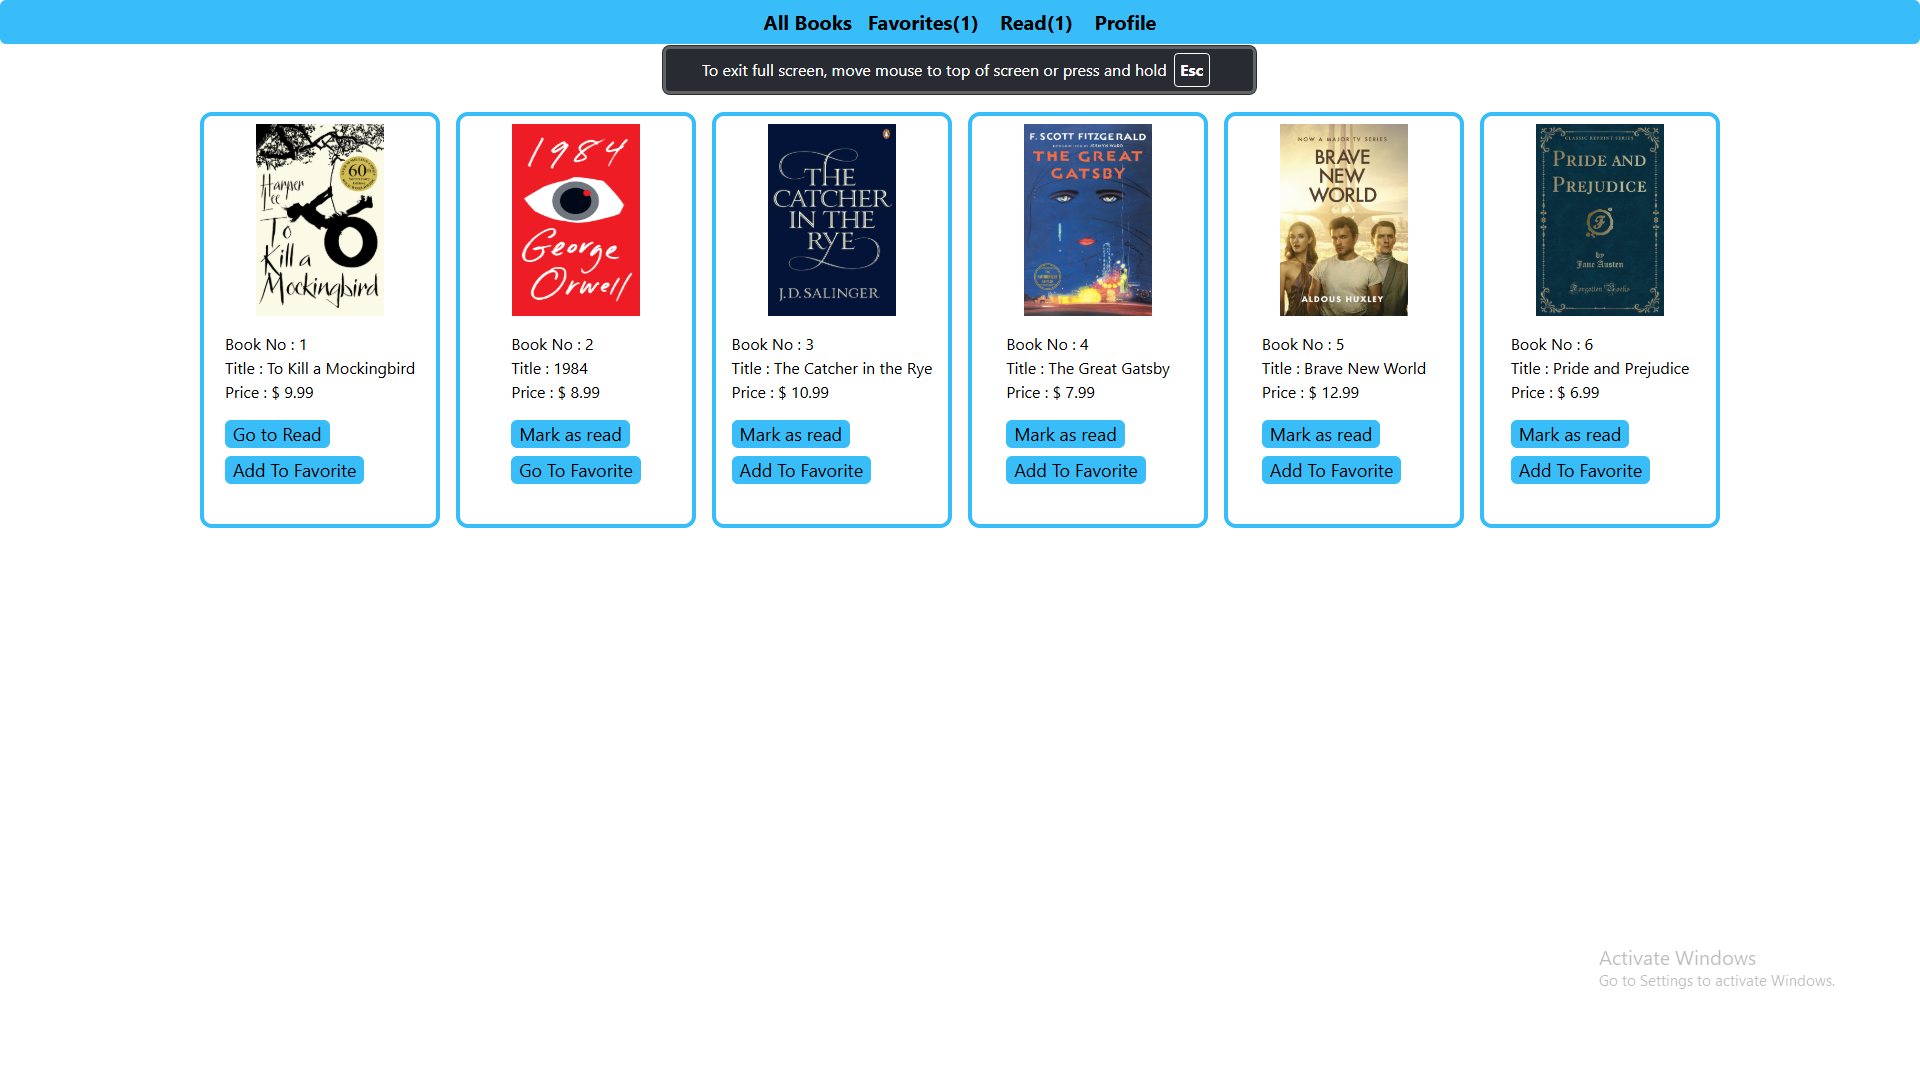 All Books Favorites(1) Read(1) Profile
To exit full screen, move mouse to top of screen or press and hold Esc
Harper
Lee
60
To
Kill a
Mockingbird
Book No : 1
Title : To Kill a Mockingbird
Price : $ 9.99
Go to Read
Add To Favorite
1984
George
Orwell
Book No : 2
Title : 1984
Price : $ 8.99
Mark as read
Go To Favorite
THE
CATCHER
IN THE
RYE
J.D. SALINGER
Book No : 3
Title : The Catcher in the Rye
Price : $ 10.99
Mark as read
Add To Favorite
F. SCOTT FITZGERALD
THE GREAT
GATSBY
Book No : 4
Title : The Great Gatsby
Price : $ 7.99
Mark as read
Add To Favorite
NOW A MAJOR TV SERIES
BRAVE
NEW
WORLD
ALDOUS HUXLEY
Book No : 5
Title : Brave New World
Price : $ 12.99
Mark as read
Add To Favorite
CLASSIC REPRINT SERIES
PRIDE AND
PREJUDICE
F
by
Jane Austen
Forgotten Books
Book No : 6
Title : Pride and Prejudice
Price : $ 6.99
Mark as read
Add To Favorite
Activate Windows
Go to Settings to activate Windows.